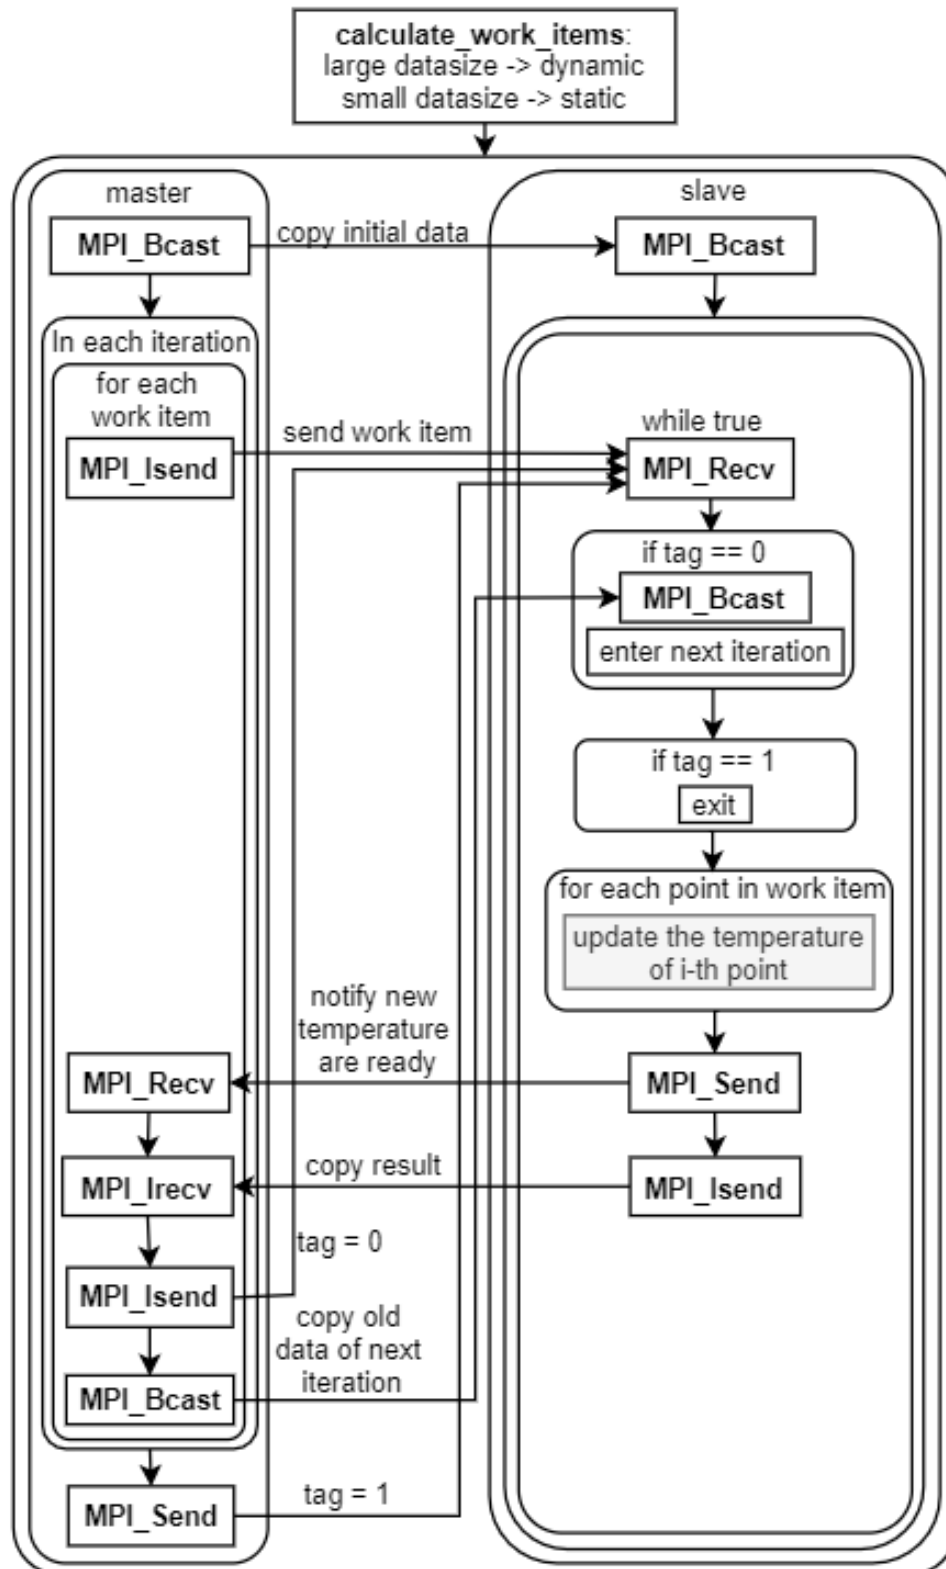 calculate_work_items:
large datasize -> dynamic
small datasize -> static
master
slave
MPI_Bcast
copy initial data
MPI_Bcast
In each iteration
for each
work item
MPI_Isend
send work item
while true
MPI_Recv
if tag == 0
MPI_Bcast
enter next iteration
if tag == 1
exit
for each point in work item
update the temperature
of i-th point
notify new
temperature
are ready
MPI_Recv
MPI_Send
copy result
MPI_Irecv
MPI_Isend
tag = 0
MPI_Isend
copy old
data of next
iteration
MPI_Bcast
tag = 1
MPI_Send